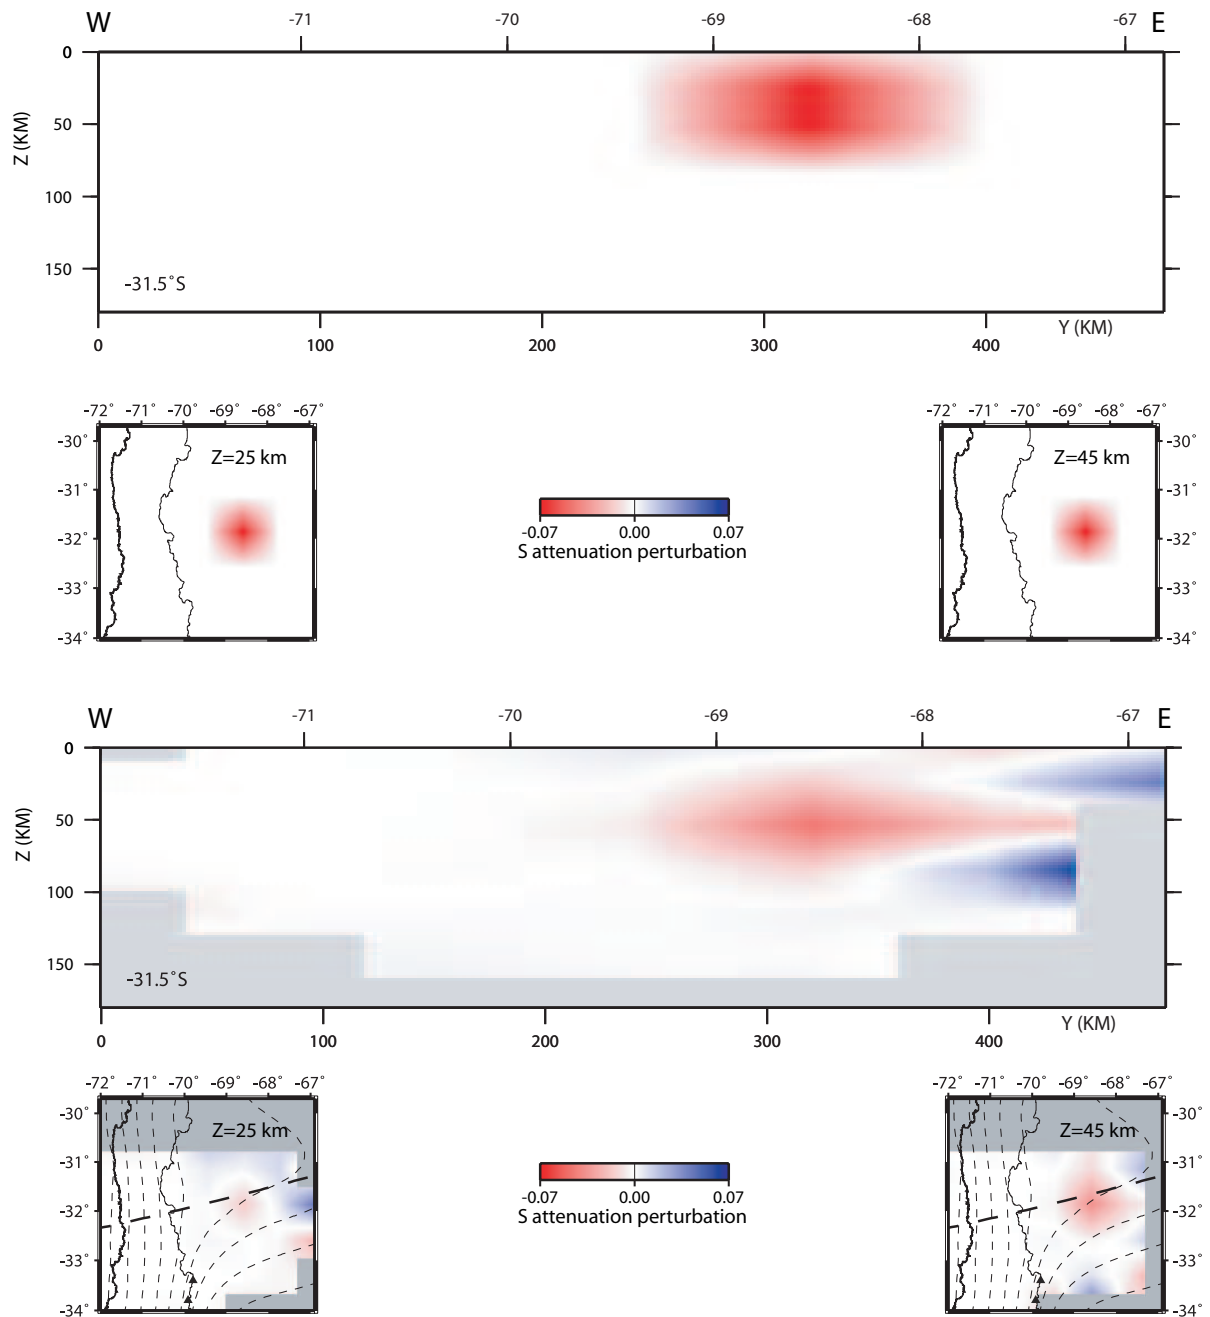 W -71 -70 -69 -68 -67 E
0
50
100
150
Z (KM)
-31.5°S
Y (KM)
0 100 200 300 400
-72° -71° -70° -69° -68° -67°
-72° -71° -70° -69° -68° -67°
-30°
-31°
-32°
-33°
-34°
Z=25 km
-0.07 0.00 0.07
S attenuation perturbation
Z=45 km
-30°
-31°
-32°
-33°
-34°
W -71 -70 -69 -68 -67 E
0
50
100
150
Z (KM)
-31.5°S
Y (KM)
0 100 200 300 400
-72° -71° -70° -69° -68° -67°
-72° -71° -70° -69° -68° -67°
-30°
-31°
-32°
-33°
-34°
Z=25 km
-0.07 0.00 0.07
S attenuation perturbation
Z=45 km
-30°
-31°
-32°
-33°
-34°